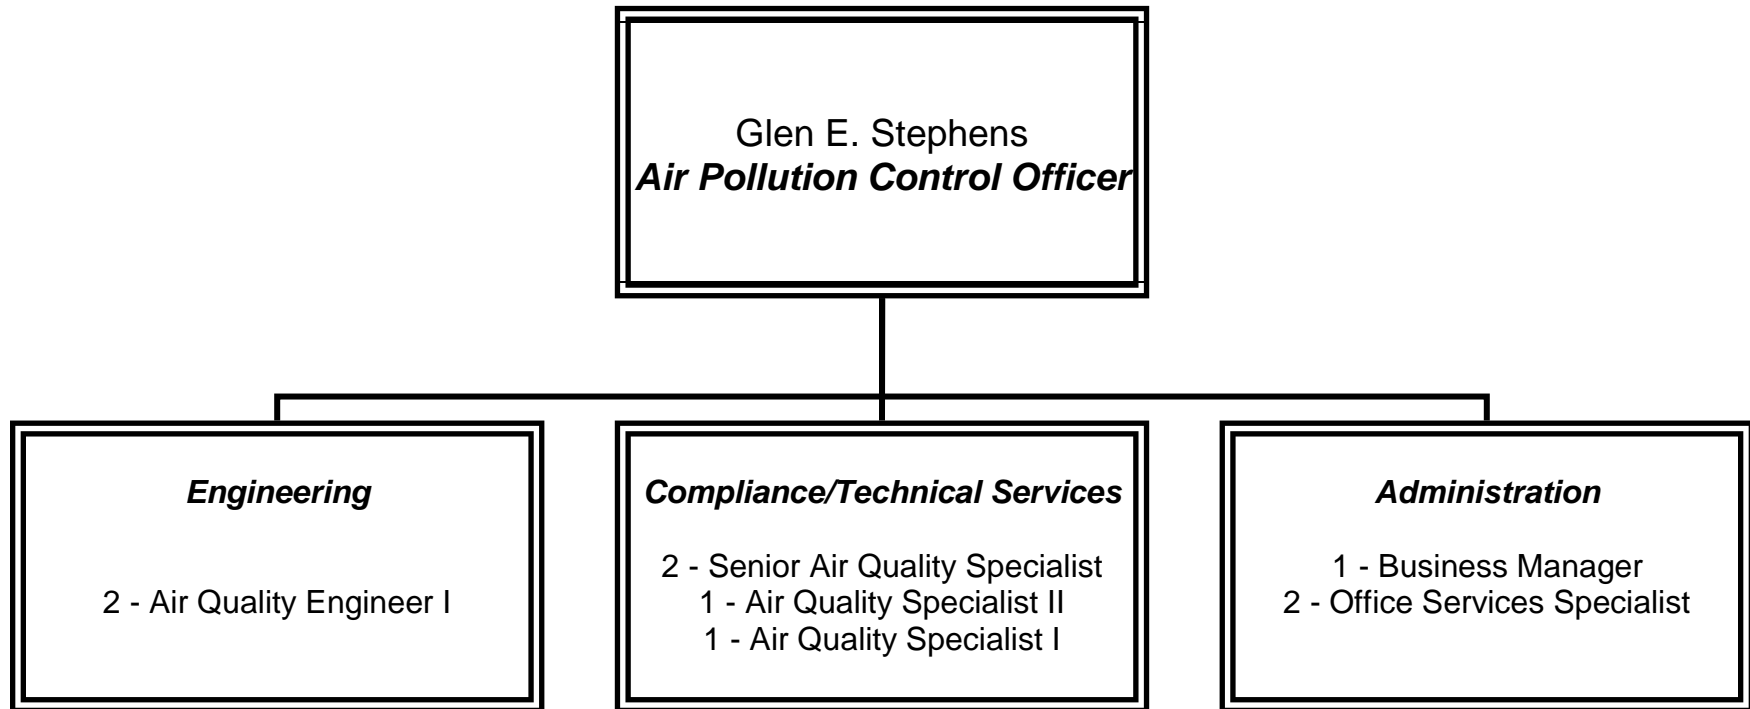 Glen E. Stephens
Air Pollution Control Officer
Engineering
2 - Air Quality Engineer I
Compliance/Technical Services
2 - Senior Air Quality Specialist
1 - Air Quality Specialist II
1 - Air Quality Specialist I
Administration
1 - Business Manager
2 - Office Services Specialist